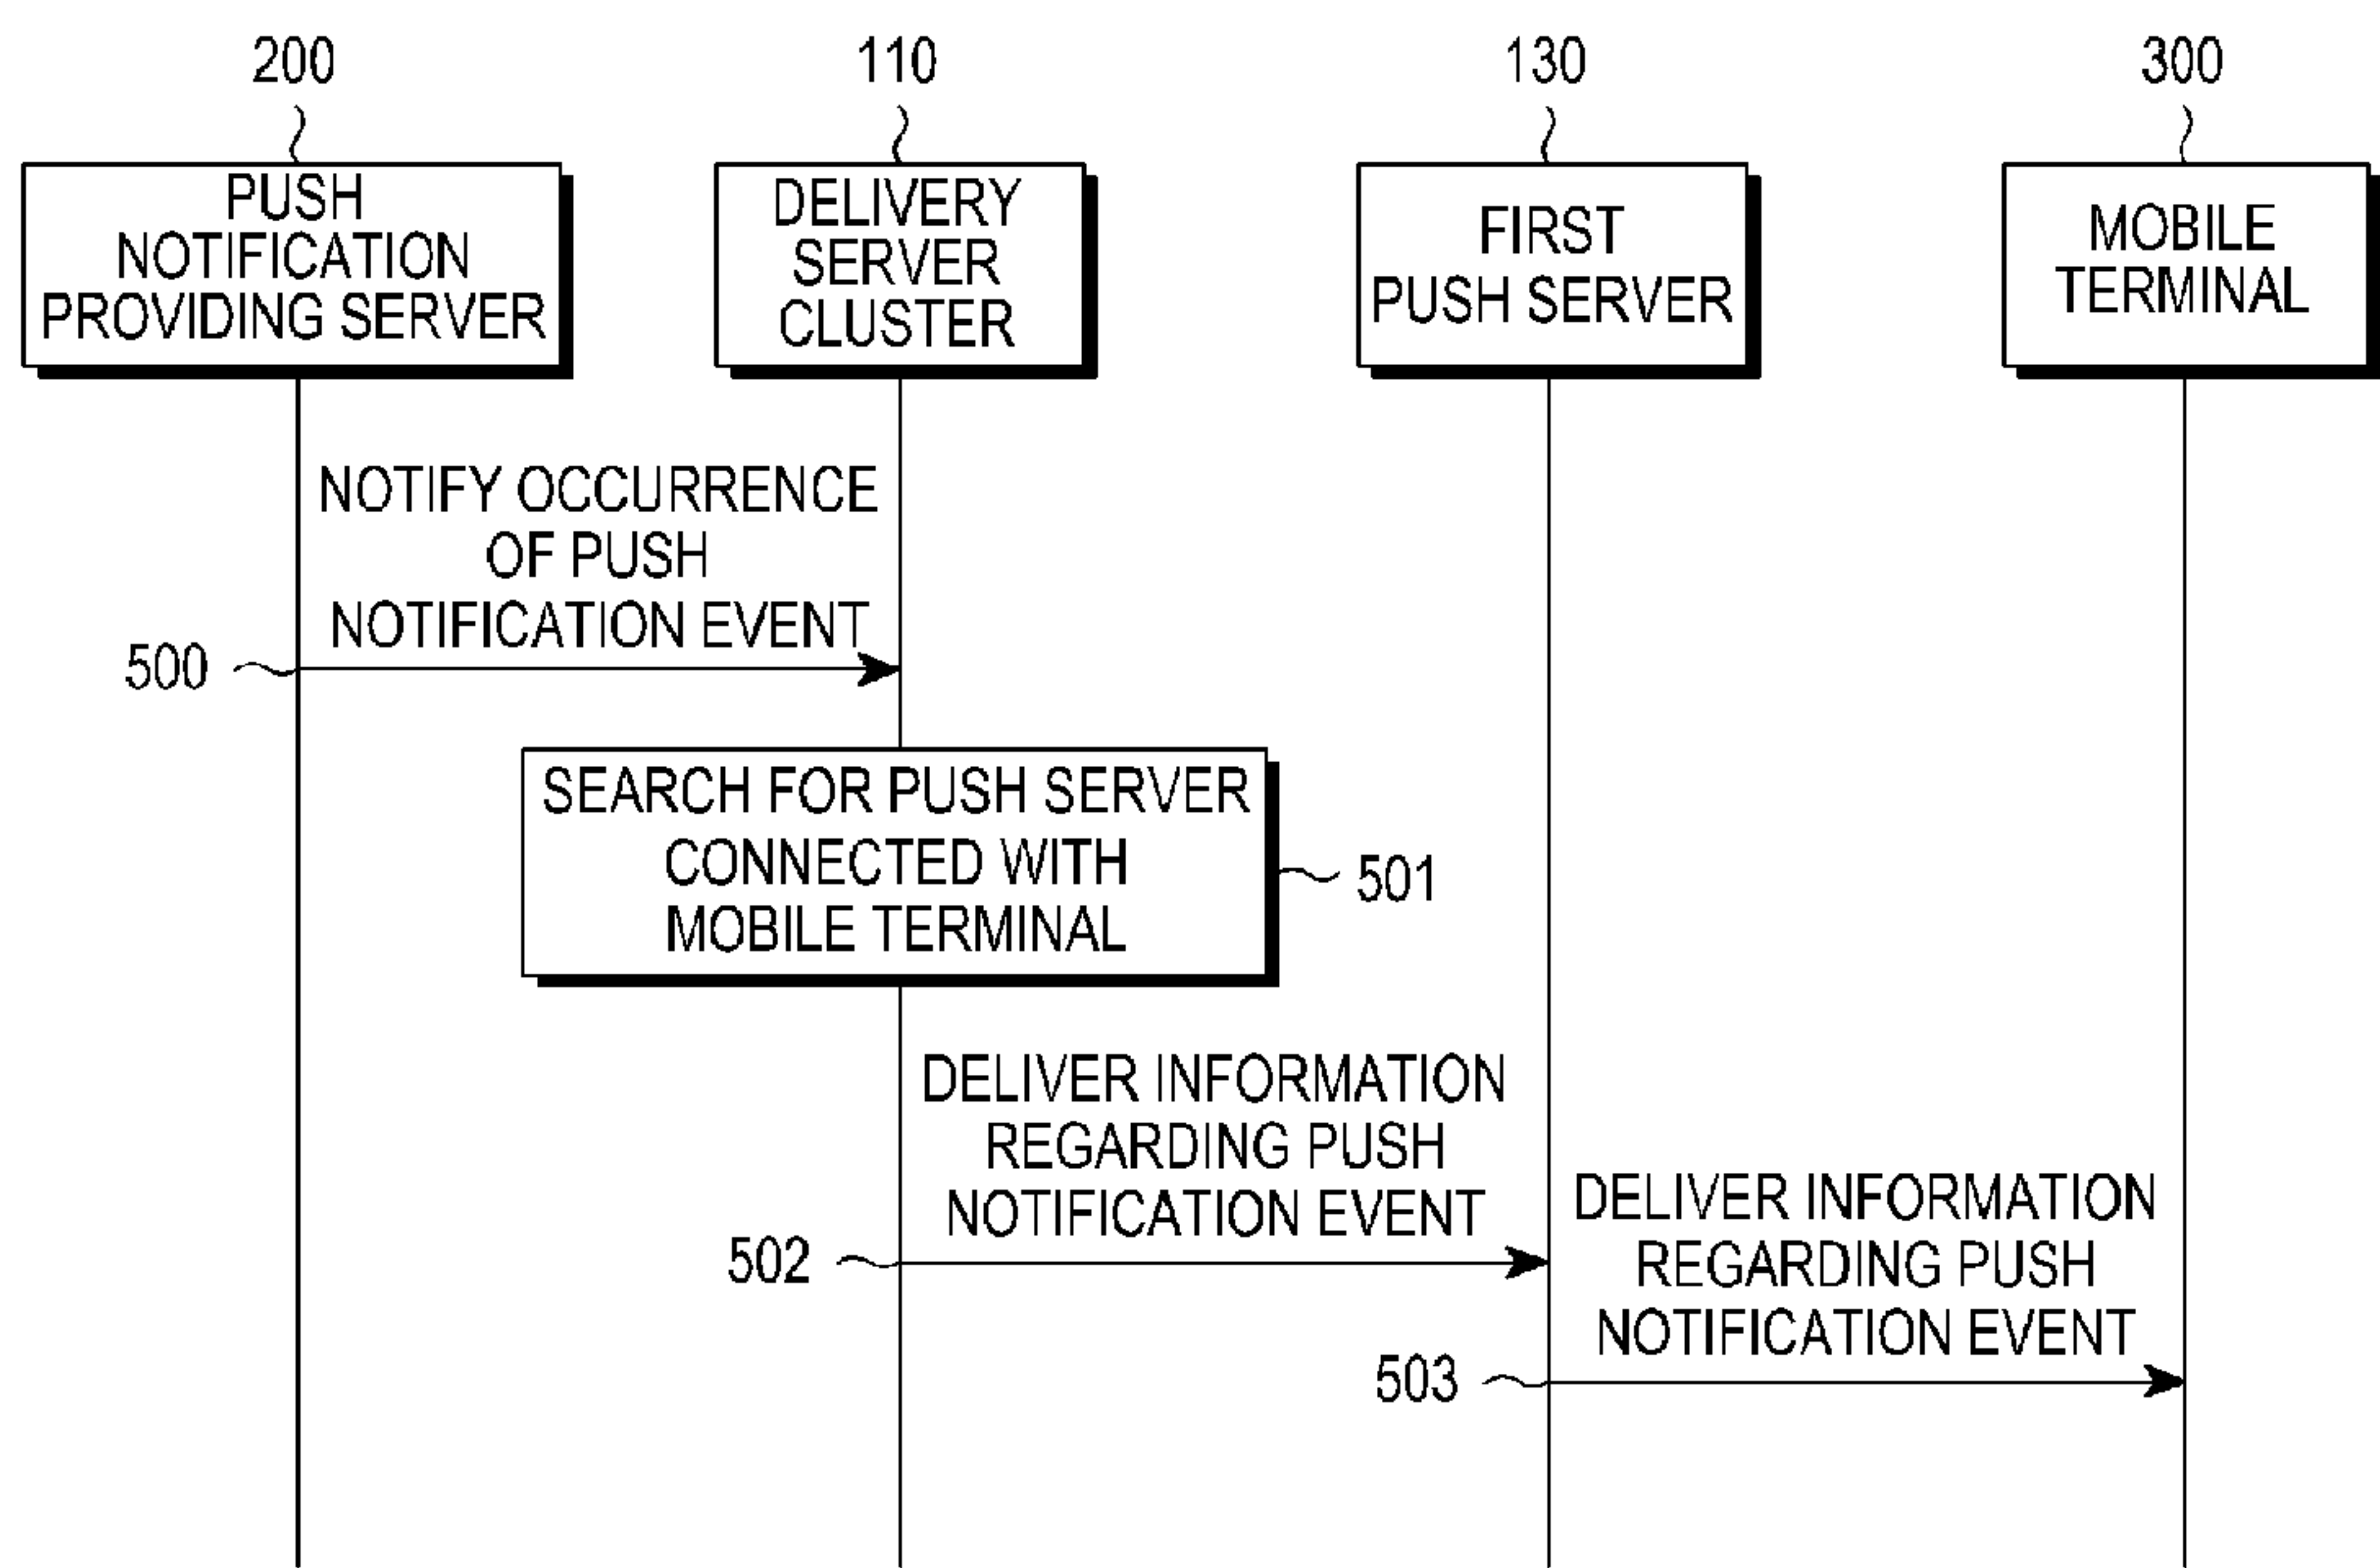 200
110
130
300
PUSH
NOTIFICATION
PROVIDING SERVER
DELIVERY
SERVER
CLUSTER
FIRST
PUSH SERVER
MOBILE
TERMINAL
NOTIFY OCCURRENCE
OF PUSH
NOTIFICATION EVENT
500
SEARCH FOR PUSH SERVER
CONNECTED WITH
MOBILE TERMINAL
501
DELIVER INFORMATION
REGARDING PUSH
NOTIFICATION EVENT
502
DELIVER INFORMATION
REGARDING PUSH
NOTIFICATION EVENT
503